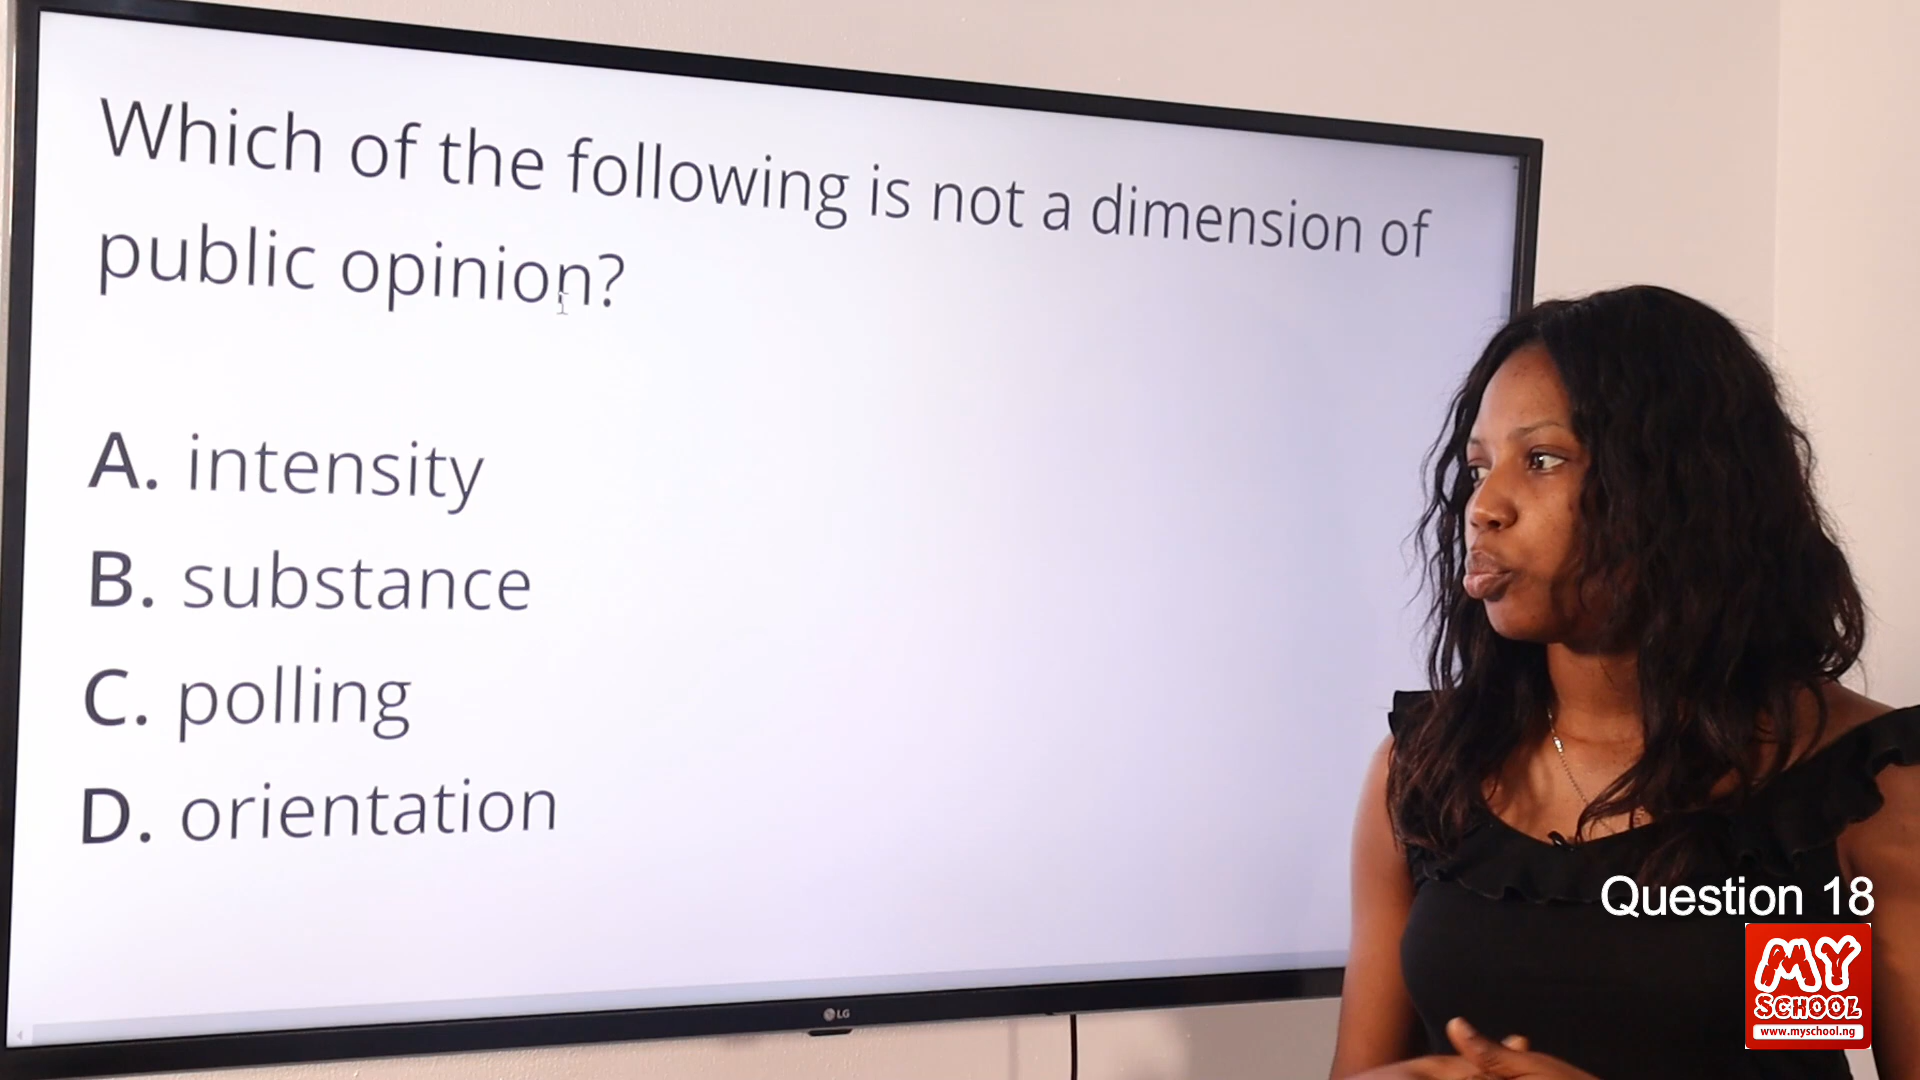 Which of the following is not a dimension of
public opinion?
A. intensity
B. substance
C. polling
D. orientation
Question 18
MY
SCHOOL
www.myschool.ng
LG